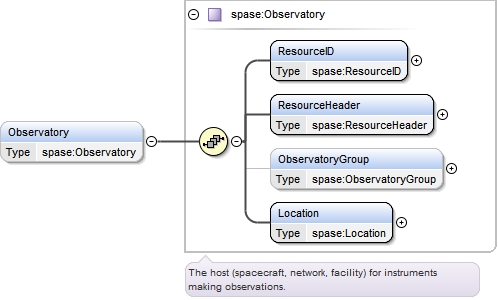 spase:Observatory
ResourceID
Type spase:ResourceID
ResourceHeader
Type spase:ResourceHeader
Observatory
Type spase:Observatory
ObservatoryGroup
Type spase:ObservatoryGroup
Location
Type spase:Location
The host (spacecraft, network, facility) for instruments
making observations.